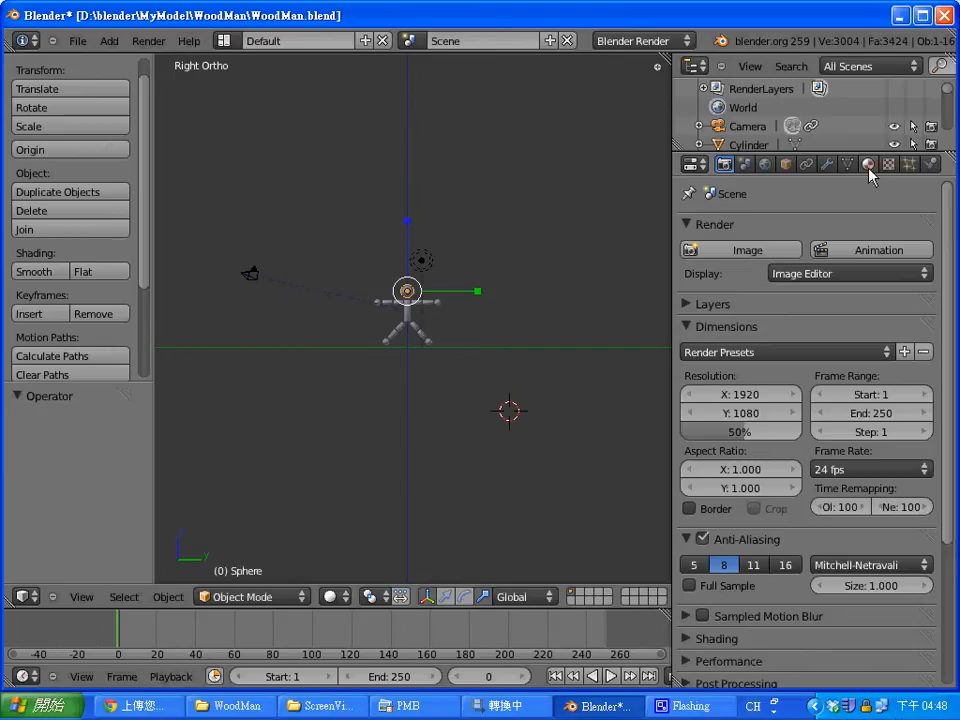 Blender* [D:\blender\MyModel\WoodMan\WoodMan.blend]
File Add Render Help Default Scene Blender Render blender.org 259 | Ve:3004 | Fa:3424 | Ob:1-16
Transform:
Translate
Rotate
Scale
Origin
Object:
Duplicate Objects
Delete
Join
Shading:
Smooth Flat
Keyframes:
Insert Remove
Motion Paths:
Calculate Paths
Clear Paths
Operator
Right Ortho
y
(0) Sphere
View Search All Scenes
RenderLayers
World
Camera
Cylinder
Scene
Render
Image Animation
Display: Image Editor
Layers
Dimensions
Render Presets
Resolution: Frame Range:
X: 1920 Start: 1
Y: 1080 End: 250
50% Step: 1
Aspect Ratio: Frame Rate:
X: 1.000 24 fps
Y: 1.000 Time Remapping:
Border Crop Ol: 100 Ne: 100
Anti-Aliasing
5 8 11 16 Mitchell-Netravali
Full Sample Size: 1.000
Sampled Motion Blur
Shading
Performance
Post Processing
View Select Object Object Mode Global
-40 -20 0 20 40 60 80 100 120 140 160 180 200 220 240 260
View Frame Playback Start: 1 End: 250 0
開始 上傳您... WoodMan ScreenVi... PMB 轉換中 Blender*... Flashing CH 下午 04:48